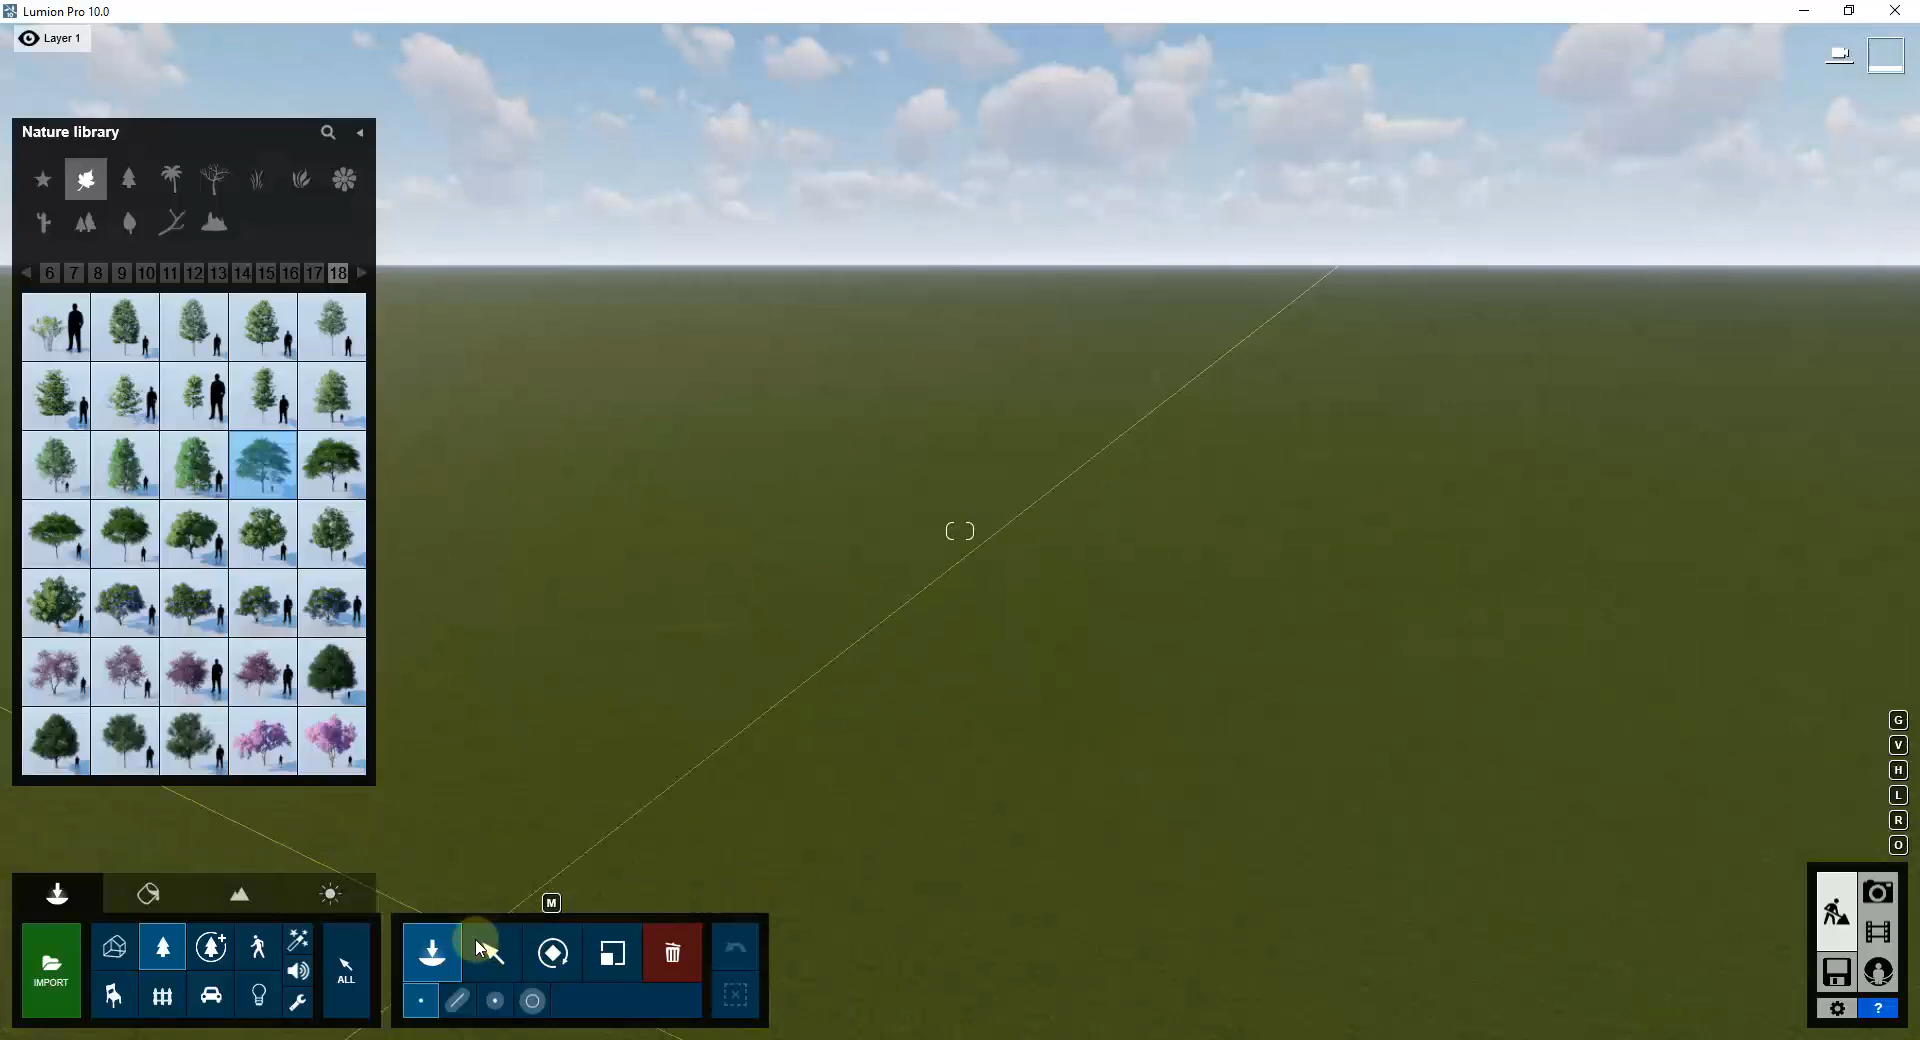 Lumion Pro 10.0
Layer 1
Nature library
6 7 8 9 10 11 12 13 14 15 16 17 18
G
V
H
L
R
O
M
IMPORT
ALL
?